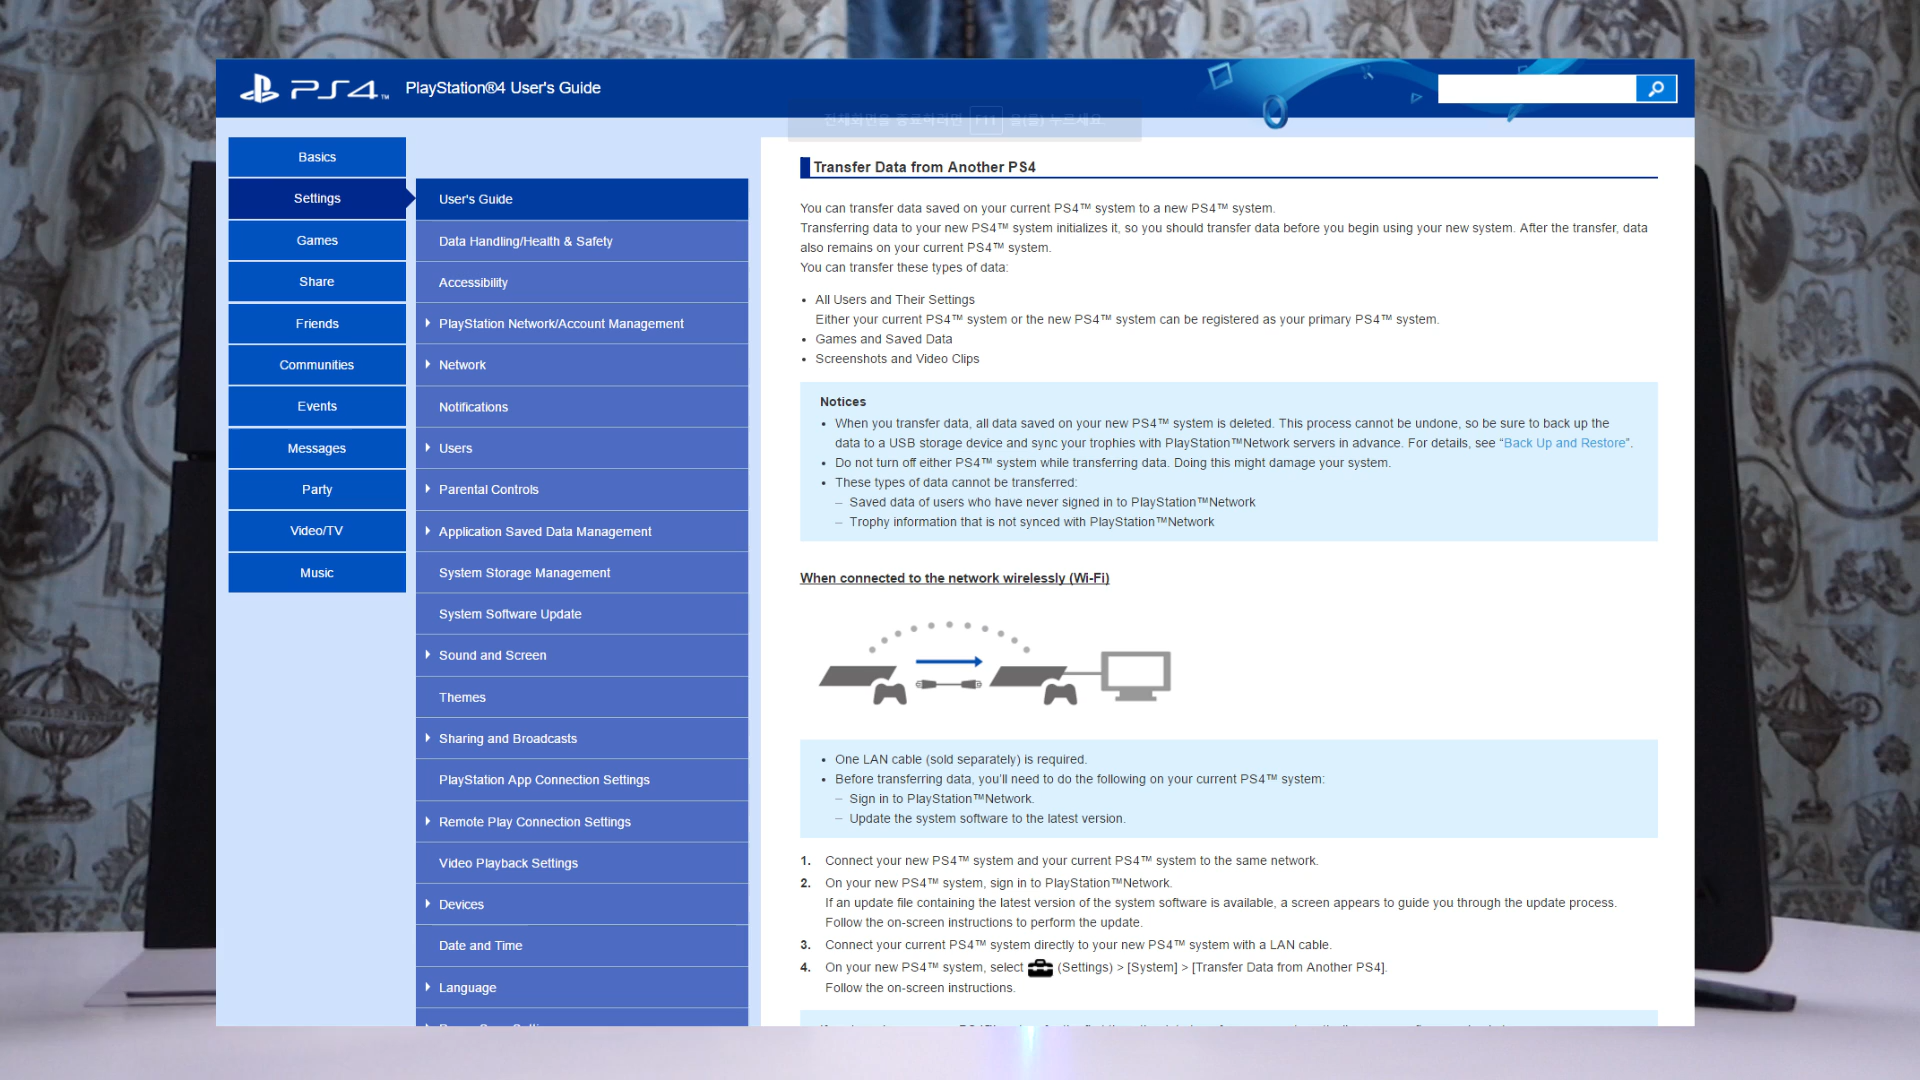 PS4™ PlayStation®4 User's Guide
전체화면을 종료하려면 F11 을(를) 누르세요.
Basics
Settings
Games
Share
Friends
Communities
Events
Messages
Party
Video/TV
Music
User's Guide
Data Handling/Health & Safety
Accessibility
PlayStation Network/Account Management
Network
Notifications
Users
Parental Controls
Application Saved Data Management
System Storage Management
System Software Update
Sound and Screen
Themes
Sharing and Broadcasts
PlayStation App Connection Settings
Remote Play Connection Settings
Video Playback Settings
Devices
Date and Time
Language
Transfer Data from Another PS4
You can transfer data saved on your current PS4™ system to a new PS4™ system.
Transferring data to your new PS4™ system initializes it, so you should transfer data before you begin using your new system. After the transfer, data
also remains on your current PS4™ system.
You can transfer these types of data:
• All Users and Their Settings
Either your current PS4™ system or the new PS4™ system can be registered as your primary PS4™ system.
• Games and Saved Data
• Screenshots and Video Clips
Notices
• When you transfer data, all data saved on your new PS4™ system is deleted. This process cannot be undone, so be sure to back up the
data to a USB storage device and sync your trophies with PlayStation™Network servers in advance. For details, see “Back Up and Restore”.
• Do not turn off either PS4™ system while transferring data. Doing this might damage your system.
• These types of data cannot be transferred:
– Saved data of users who have never signed in to PlayStation™Network
– Trophy information that is not synced with PlayStation™Network
When connected to the network wirelessly (Wi-Fi)
• One LAN cable (sold separately) is required.
• Before transferring data, you’ll need to do the following on your current PS4™ system:
– Sign in to PlayStation™Network.
– Update the system software to the latest version.
1. Connect your new PS4™ system and your current PS4™ system to the same network.
2. On your new PS4™ system, sign in to PlayStation™Network.
If an update file containing the latest version of the system software is available, a screen appears to guide you through the update process.
Follow the on-screen instructions to perform the update.
3. Connect your current PS4™ system directly to your new PS4™ system with a LAN cable.
4. On your new PS4™ system, select (Settings) > [System] > [Transfer Data from Another PS4].
Follow the on-screen instructions.